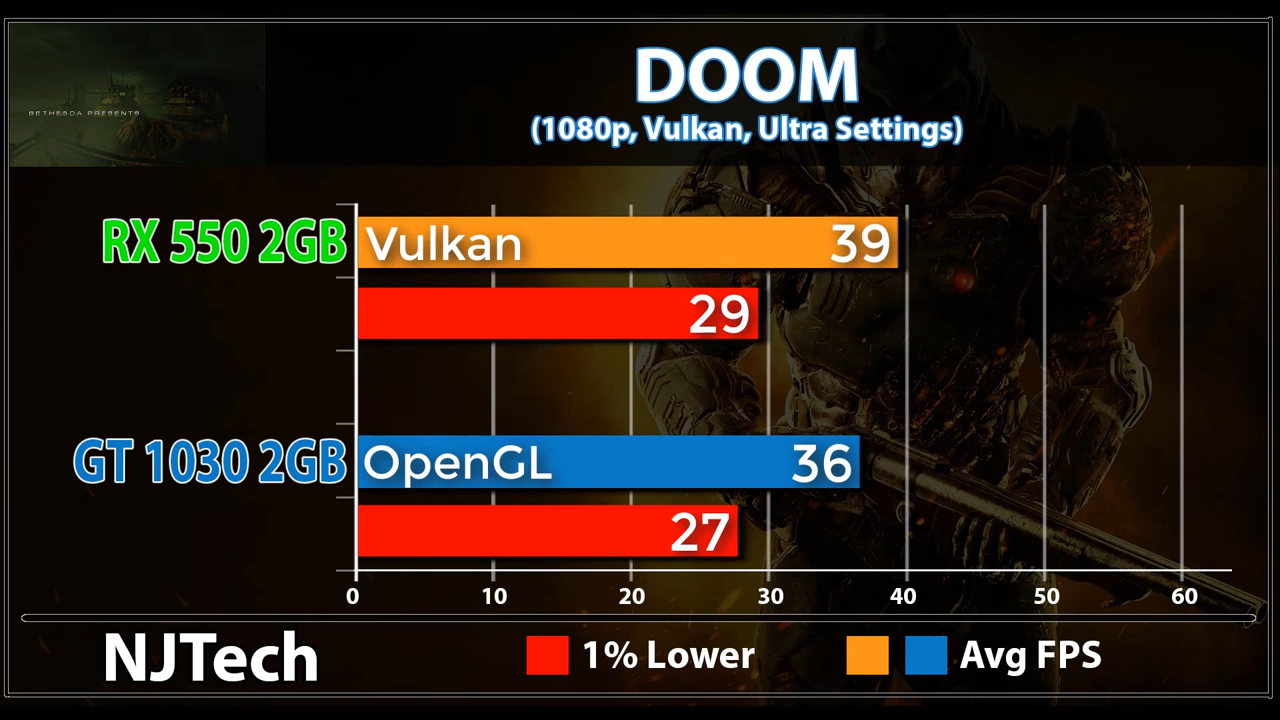 BETHESDA PRESENTS
DOOM
(1080p, Vulkan, Ultra Settings)
RX 550 2GB
Vulkan
39
29
GT 1030 2GB
OpenGL
36
27
0 10 20 30 40 50 60
NJTech
1% Lower
Avg FPS